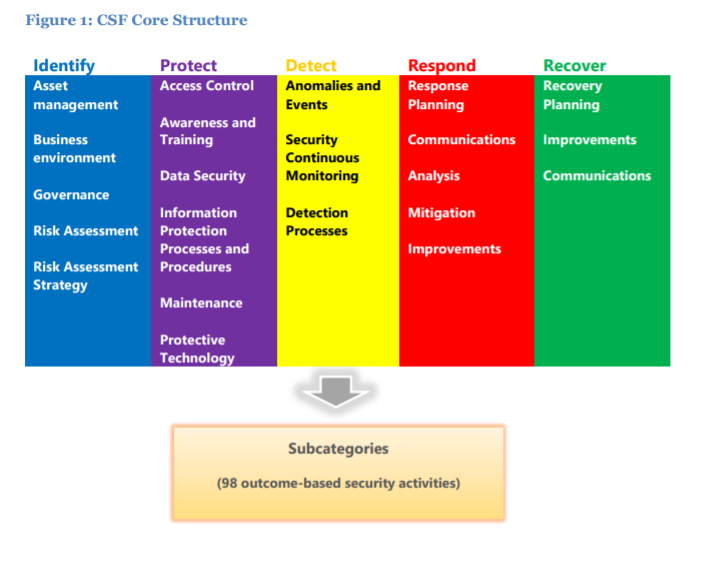 Figure 1: CSF Core Structure
Identify
Asset
management
Business
environment
Governance
Risk Assessment
Risk Assessment
Strategy
Protect
Access Control
Awareness and
Training
Data Security
Information
Protection
Processes and
Procedures
Maintenance
Protective
Technology
Detect
Anomalies and
Events
Security
Continuous
Monitoring
Detection
Processes
Respond
Response
Planning
Communications
Analysis
Mitigation
Improvements
Recover
Recovery
Planning
Improvements
Communications
Subcategories
(98 outcome-based security activities)